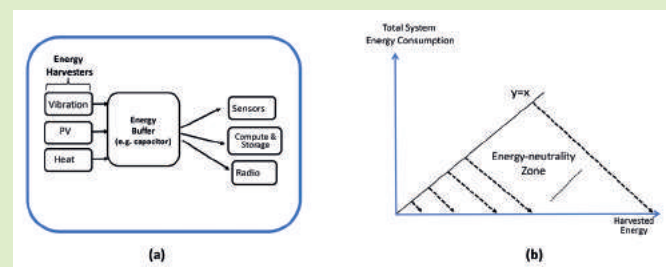 Energy
Harvesters
Vibration
PV
Heat
Energy
Buffer
(e.g. capacitor)
Sensors
Compute &
Storage
Radio
(a)
Total System
Energy Consumption
y=x
Energy-neutrality
Zone
Harvested
Energy
(b)